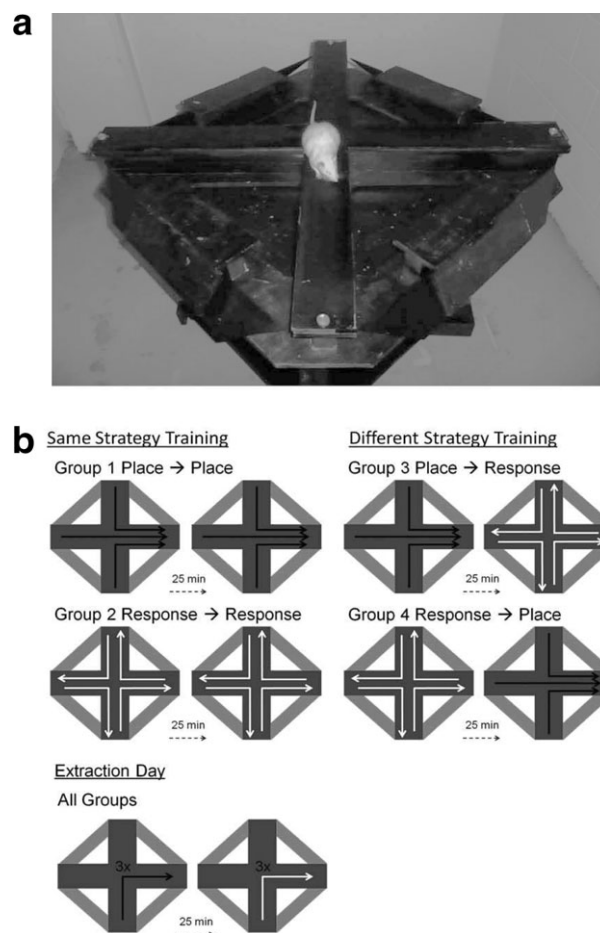 a
b
Same Strategy Training
Different Strategy Training
Group 1 Place → Place
Group 3 Place → Response
25 min
25 min
Group 2 Response → Response
Group 4 Response → Place
25 min
25 min
Extraction Day
All Groups
3x
3x
25 min